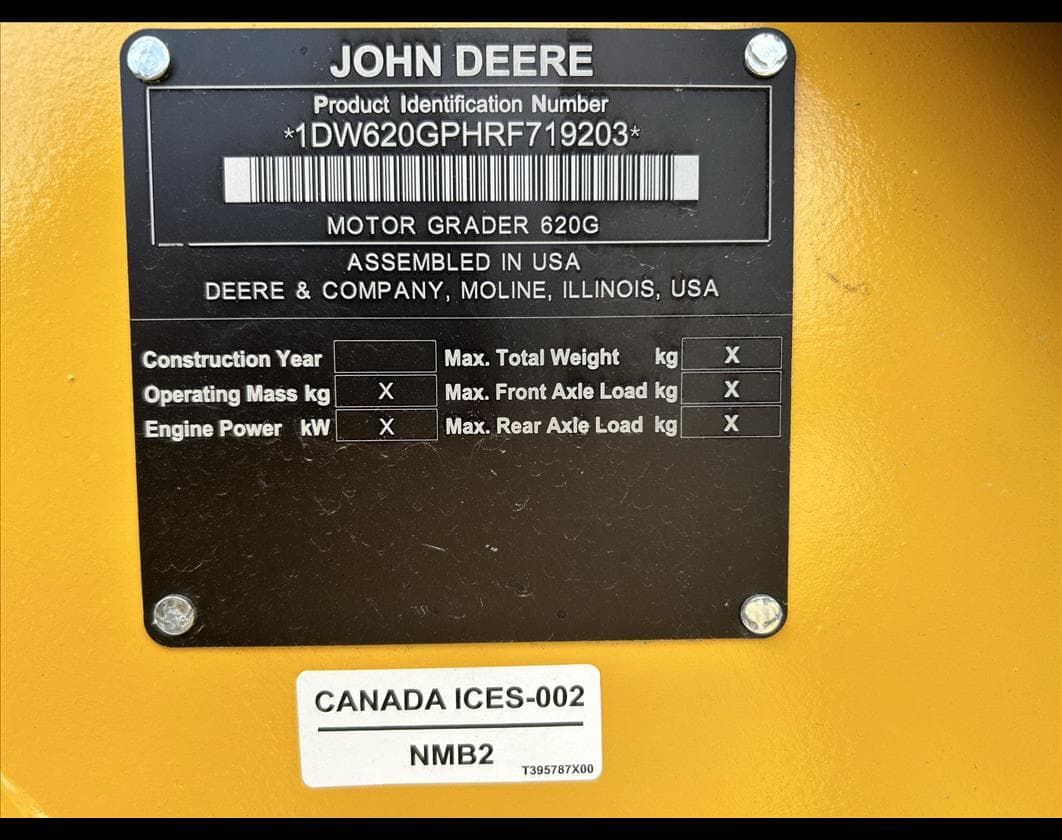 JOHN DEERE
Product Identification Number
*1DW620GPHRF719203*
MOTOR GRADER 620G
ASSEMBLED IN USA
DEERE & COMPANY, MOLINE, ILLINOIS, USA
Construction Year Max. Total Weight kg X
Operating Mass kg X Max. Front Axle Load kg X
Engine Power kW X Max. Rear Axle Load kg X
CANADA ICES-002
NMB2
T395787X00